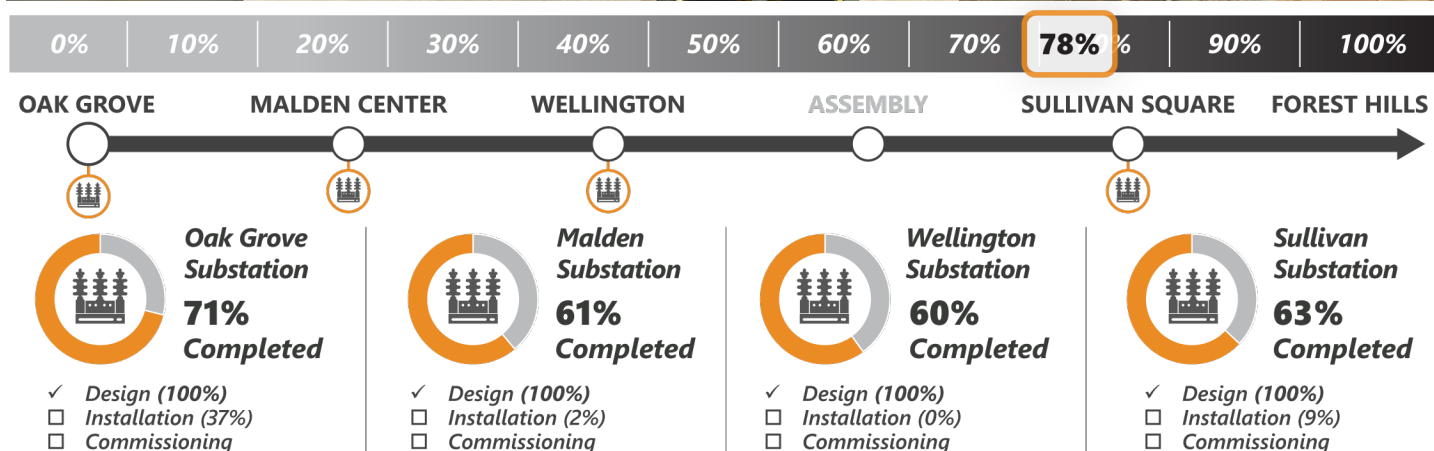 0% 10% 20% 30% 40% 50% 60% 70% 78% % 90% 100%
OAK GROVE MALDEN CENTER WELLINGTON ASSEMBLY SULLIVAN SQUARE FOREST HILLS
Oak Grove
Substation
71%
Completed
✓ Design (100%)
☐ Installation (37%)
☐ Commissioning
Malden
Substation
61%
Completed
✓ Design (100%)
☐ Installation (2%)
☐ Commissioning
Wellington
Substation
60%
Completed
✓ Design (100%)
☐ Installation (0%)
☐ Commissioning
Sullivan
Substation
63%
Completed
✓ Design (100%)
☐ Installation (9%)
☐ Commissioning